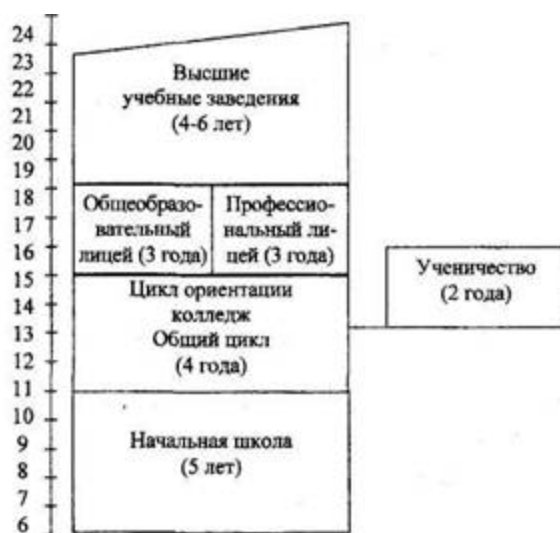 24
23
22
21
20
19
18
17
16
15
14
13
12
11
10
9
8
7
6
Высшие
учебные заведения
(4-6 лет)
Общеобразо-
вательный
лицей (3 года)
Профессио-
нальный ли-
цей (3 года)
Ученичество
(2 года)
Цикл ориентации
колледж
Общий цикл
(4 года)
Начальная школа
(5 лет)